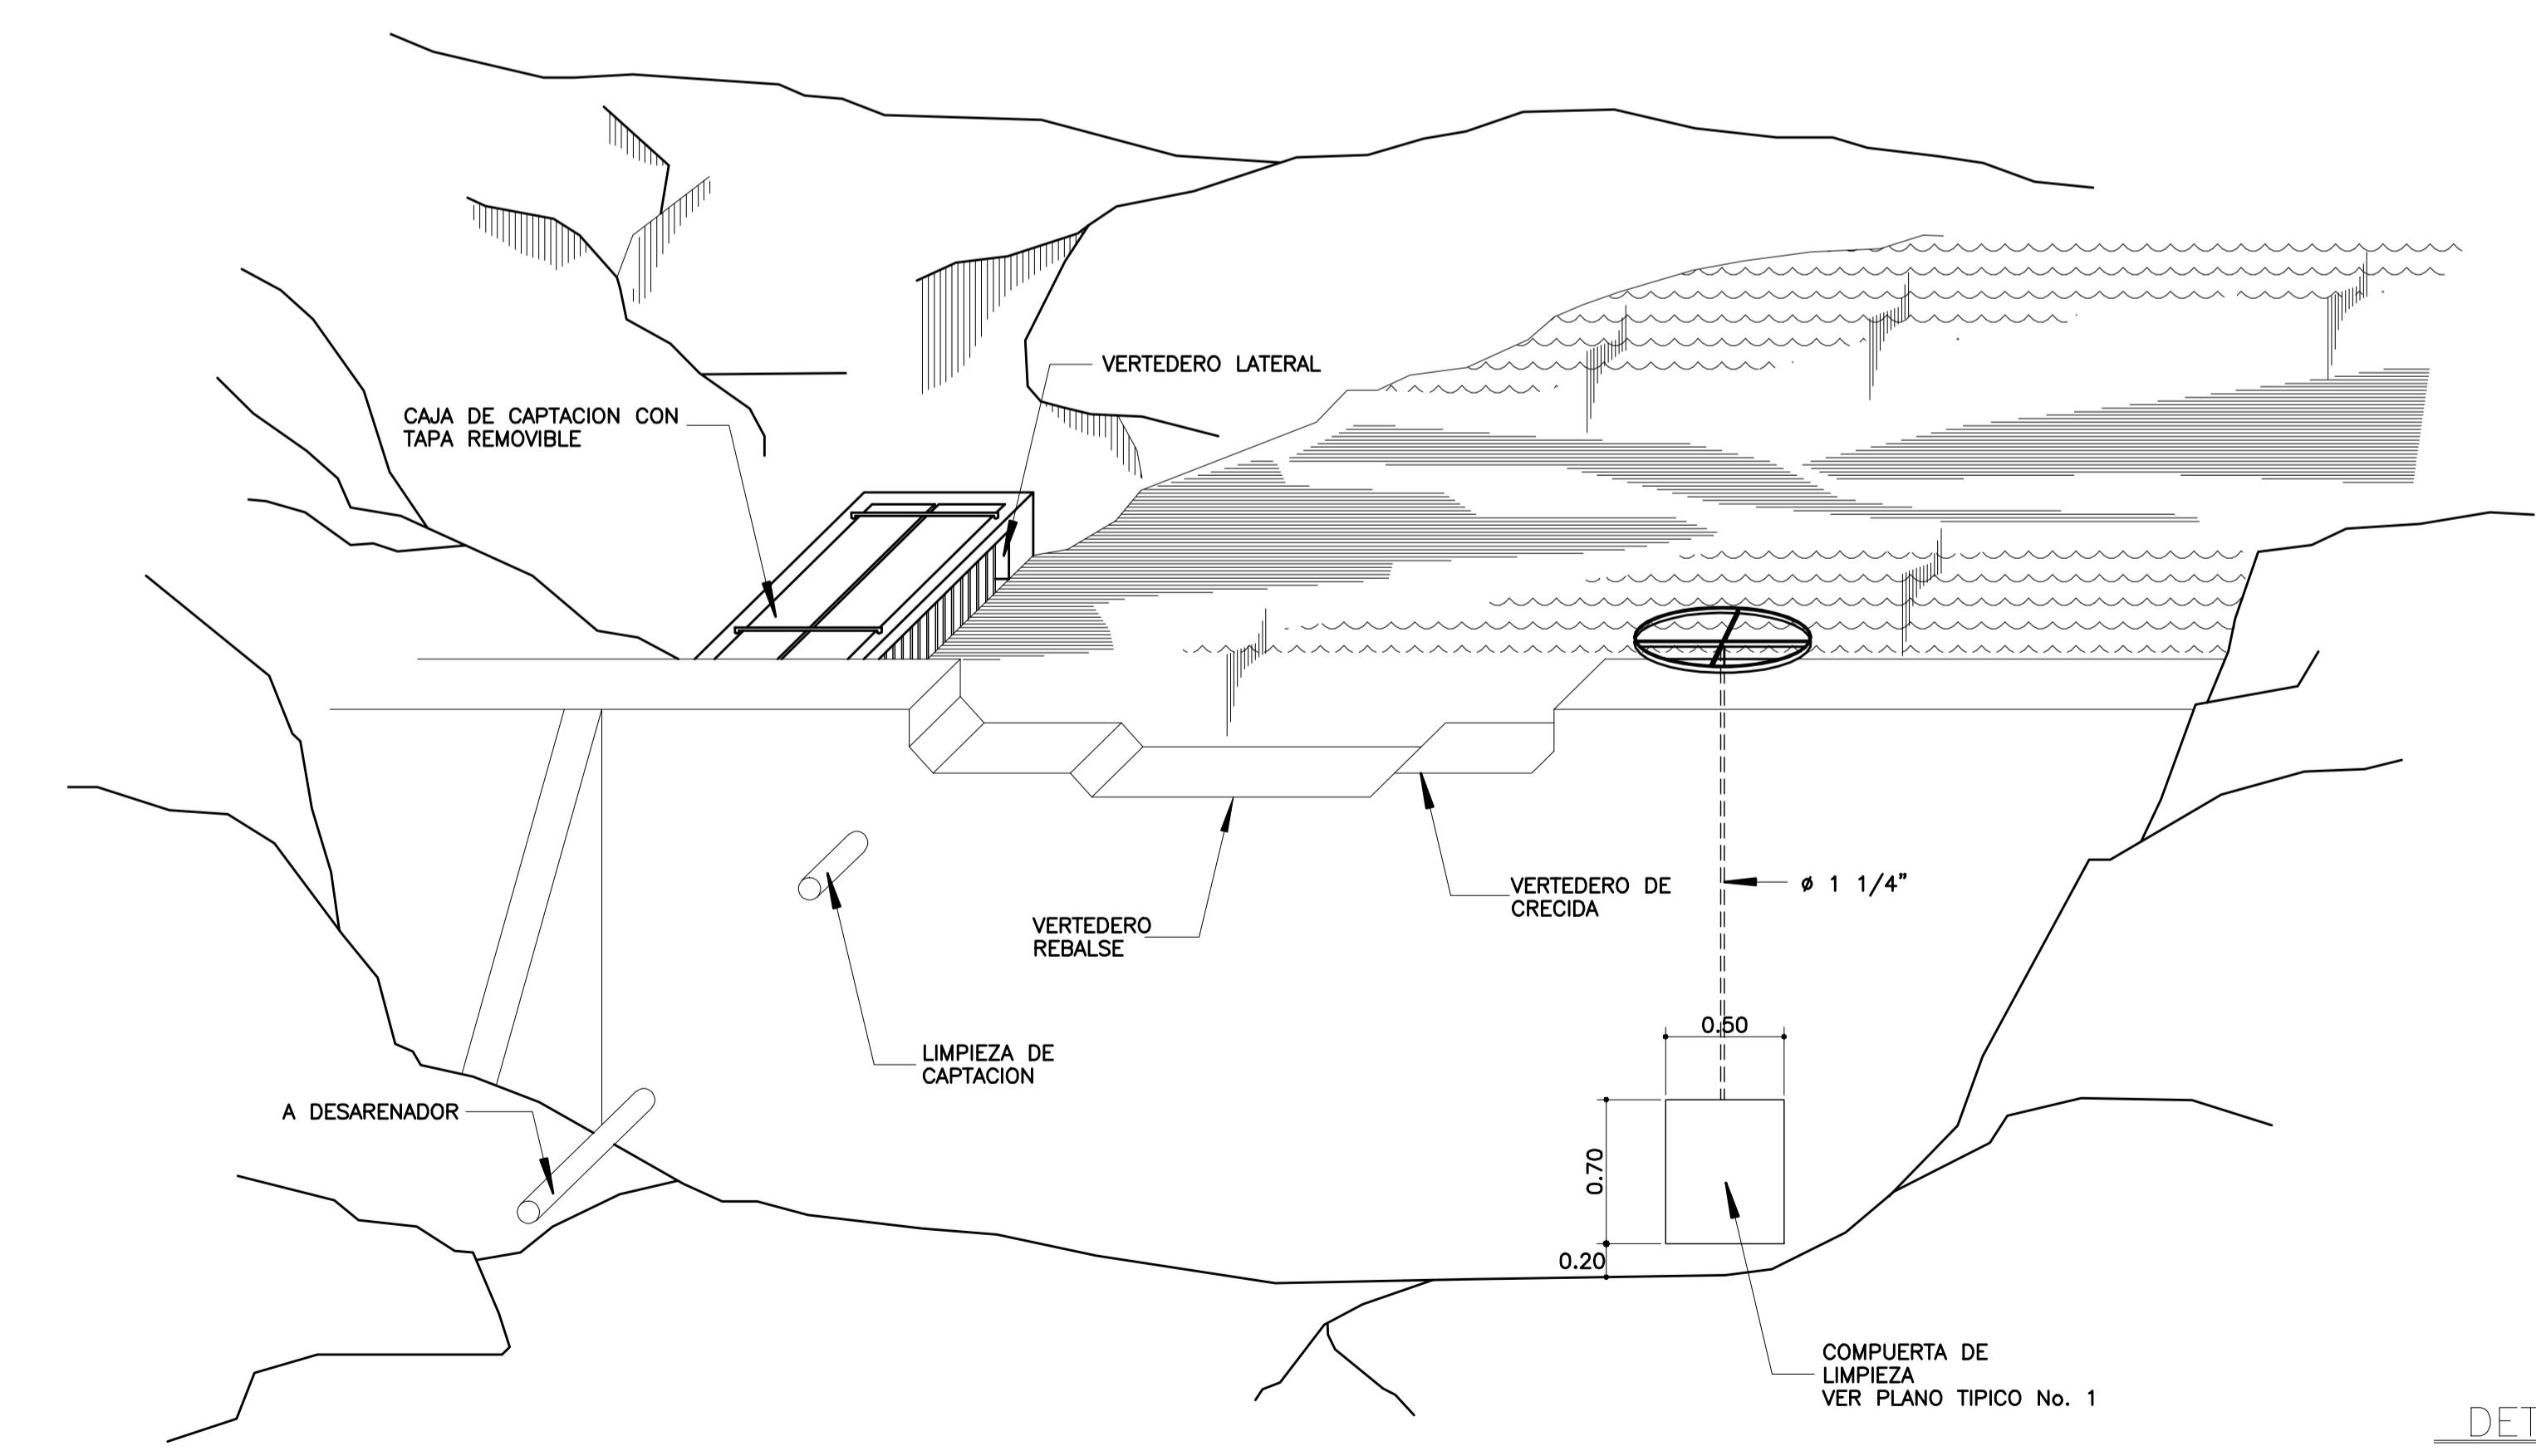 VERTEDERO LATERAL
CAJA DE CAPTACION CON
TAPA REMOVIBLE
VERTEDERO DE
CRECIDA
ø 1 1/4"
VERTEDERO
REBALSE
0.50
LIMPIEZA DE
CAPTACION
A DESARENADOR
0.70
0.20
COMPUERTA DE
LIMPIEZA
VER PLANO TIPICO No. 1
DET